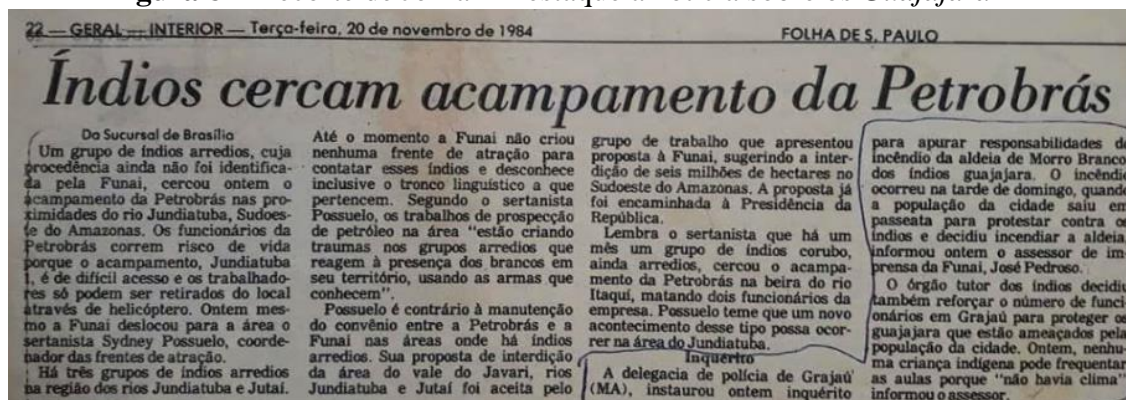 22 — GERAL — INTERIOR — Terça-feira, 20 de novembro de 1984
FOLHA DE S. PAULO
Índios cercam acampamento da Petrobrás
Da Sucursal de Brasília
Um grupo de índios arredios, cuja
procedência ainda não foi identifica-
da pela Funai, cercou ontem o
acampamento da Petrobrás nas pro-
ximidades do rio Jundiatuba, Sudoes-
te do Amazonas. Os funcionários da
Petrobrás correm risco de vida
porque o acampamento, Jundiatuba
1, é de difícil acesso e os trabalhado-
res só podem ser retirados do local
através de helicóptero. Ontem mes-
mo a Funai deslocou para a área o
sertanista Sydney Possuelo, coorde-
nador das frentes de atração.
Há três grupos de índios arredios
na região dos rios Jundiatuba e Jutaí.
Até o momento a Funai não criou
nenhuma frente de atração para
contatar esses índios e desconhece
inclusive o tronco linguístico a que
pertencem. Segundo o sertanista
Possuelo, os trabalhos de prospecção
de petróleo na área "estão criando
traumas nos grupos arredios que
reagem à presença dos brancos em
seu território, usando as armas que
conhecem".
Possuelo é contrário à manutenção
do convênio entre a Petrobrás e a
Funai nas áreas onde há índios
arredios. Sua proposta de interdição
da área do vale do Javari, rios
Jundiatuba e Jutaí foi aceita pelo
grupo de trabalho que apresentou
proposta à Funai, sugerindo a inter-
dição de seis milhões de hectares no
Sudoeste do Amazonas. A proposta já
foi encaminhada à Presidência da
República.
Lembra o sertanista que há um
mês um grupo de índios corubo,
ainda arredios, cercou o acampa-
mento da Petrobrás na beira do rio
Itaquí, matando dois funcionários da
empresa. Possuelo teme que um novo
acontecimento desse tipo possa ocor-
rer na área do Jundiatuba.
Inquérito
A delegacia de polícia de Grajaú
(MA), instaurou ontem inquérito
para apurar responsabilidades do
incêndio da aldeia de Morro Branco,
dos índios guajajara. O incêndio
ocorreu na tarde de domingo, quando
a população da cidade saiu em
passeata para protestar contra os
índios e decidiu incendiar a aldeia,
informou ontem o assessor de im-
prensa da Funai, José Pedroso.
O órgão tutor dos índios decidiu
também reforçar o número de funci-
onários em Grajaú para proteger os
guajajara que estão ameaçados pela
população da cidade. Ontem, nenhu-
ma criança indígena pode frequentar
as aulas porque "não havia clima",
informou o assessor.